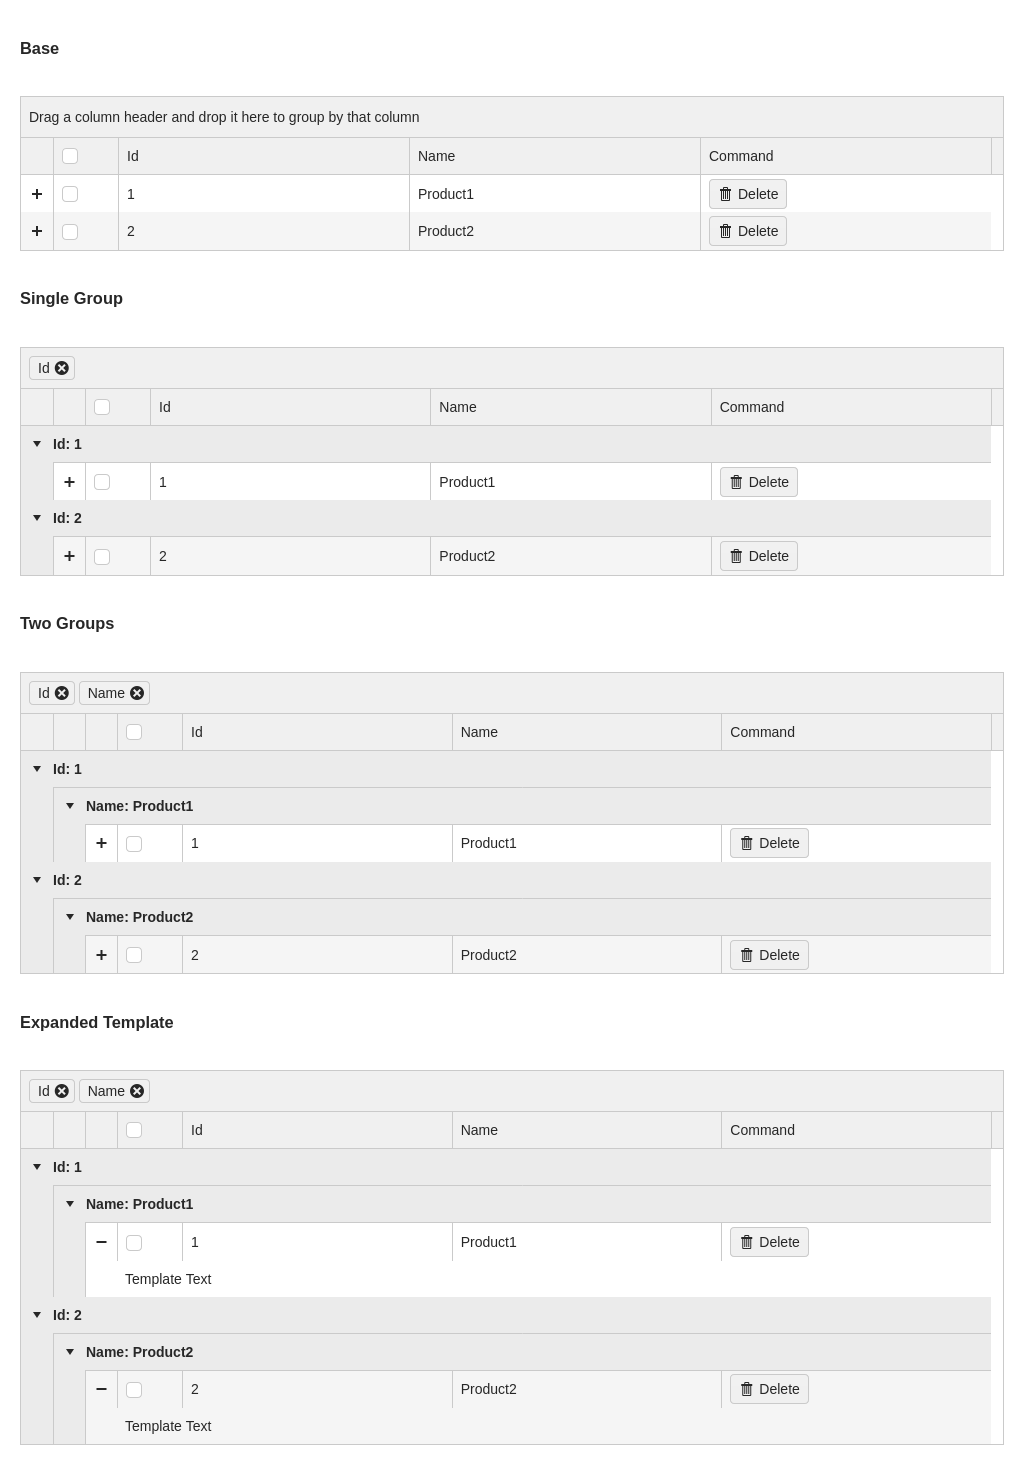 Base
Drag a column header and drop it here to group by that column
Id Name Command
1 Product1 Delete
2 Product2 Delete
Single Group
Id
Id Name Command
Id: 1
1 Product1 Delete
Id: 2
2 Product2 Delete
Two Groups
Id Name
Id Name Command
Id: 1
Name: Product1
1 Product1 Delete
Id: 2
Name: Product2
2 Product2 Delete
Expanded Template
Id Name
Id Name Command
Id: 1
Name: Product1
1 Product1 Delete
Template Text
Id: 2
Name: Product2
2 Product2 Delete
Template Text